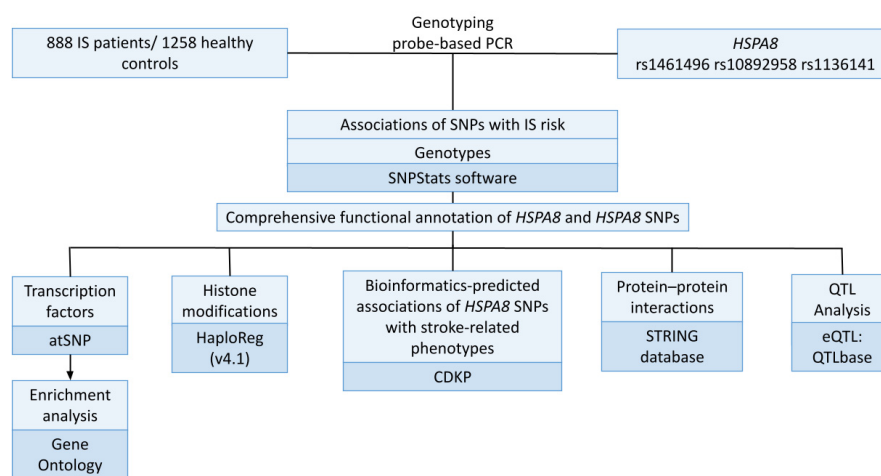 Genotyping
probe-based PCR
888 IS patients/ 1258 healthy
controls
HSPA8
rs1461496 rs10892958 rs1136141
Associations of SNPs with IS risk
Genotypes
SNPStats software
Comprehensive functional annotation of HSPA8 and HSPA8 SNPs
Transcription
factors
atSNP
Enrichment
analysis
Gene
Ontology
Histone
modifications
HaploReg
(v4.1)
Bioinformatics-predicted
associations of HSPA8 SNPs
with stroke-related
phenotypes
CDKP
Protein–protein
interactions
STRING
database
QTL
Analysis
eQTL:
QTLbase